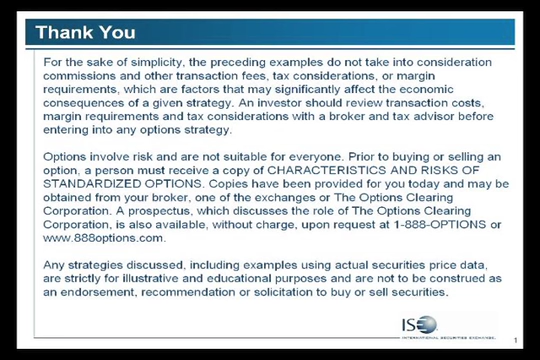 Thank You
For the sake of simplicity, the preceding examples do not take into consideration
commissions and other transaction fees, tax considerations, or margin
requirements, which are factors that may significantly affect the economic
consequences of a given strategy. An investor should review transaction costs,
margin requirements and tax considerations with a broker and tax advisor before
entering into any options strategy.
Options involve risk and are not suitable for everyone. Prior to buying or selling an
option, a person must receive a copy of CHARACTERISTICS AND RISKS OF
STANDARDIZED OPTIONS. Copies have been provided for you today and may be
obtained from your broker, one of the exchanges or The Options Clearing
Corporation. A prospectus, which discusses the role of The Options Clearing
Corporation, is also available, without charge, upon request at 1-888-OPTIONS or
www.888options.com.
Any strategies discussed, including examples using actual securities price data,
are strictly for illustrative and educational purposes and are not to be construed as
an endorsement, recommendation or solicitation to buy or sell securities.
ISE
INTERNATIONAL SECURITIES EXCHANGE.
1